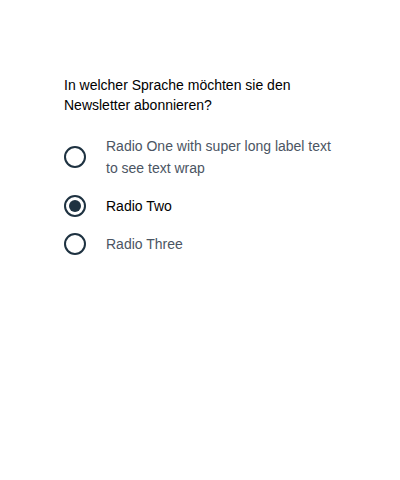 In welcher Sprache möchten sie den
Newsletter abonnieren?
Radio One with super long label text
to see text wrap
Radio Two
Radio Three